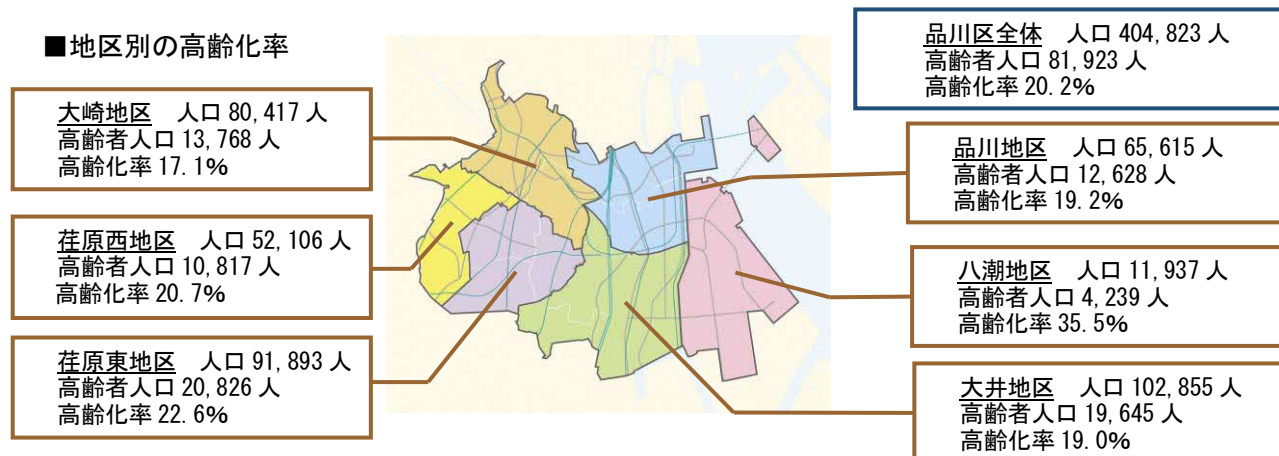 ■地区別の高齢化率
大崎地区　人口 80,417 人
高齢者人口 13,768 人
高齢化率 17.1%
荏原西地区　人口 52,106 人
高齢者人口 10,817 人
高齢化率 20.7%
荏原東地区　人口 91,893 人
高齢者人口 20,826 人
高齢化率 22.6%
品川区全体　人口 404,823 人
高齢者人口 81,923 人
高齢化率 20.2%
品川地区　人口 65,615 人
高齢者人口 12,628 人
高齢化率 19.2%
八潮地区　人口 11,937 人
高齢者人口 4,239 人
高齢化率 35.5%
大井地区　人口 102,855 人
高齢者人口 19,645 人
高齢化率 19.0%